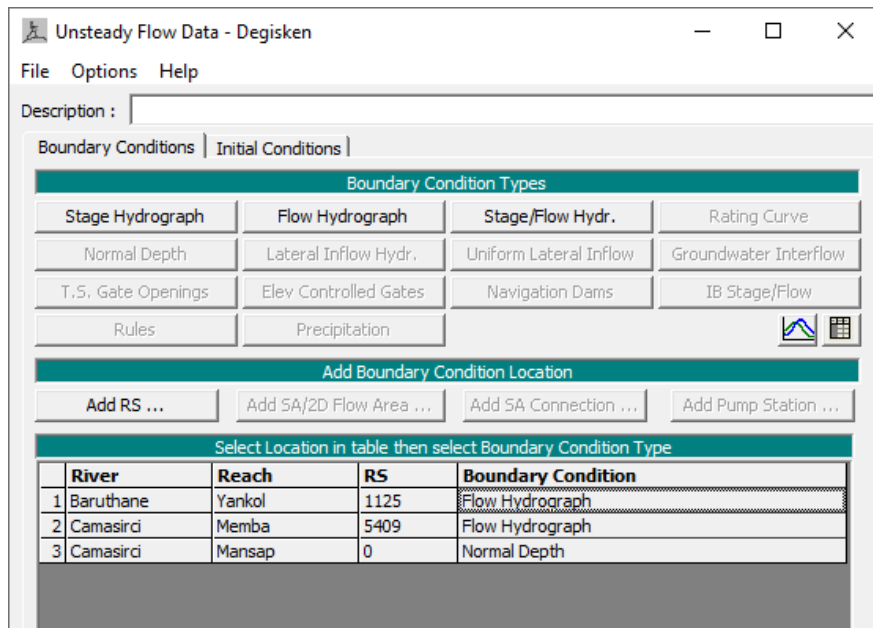 Unsteady Flow Data - Degisken
File Options Help
Description :
Boundary Conditions Initial Conditions
Boundary Condition Types
Stage Hydrograph Flow Hydrograph Stage/Flow Hydr. Rating Curve
Normal Depth Lateral Inflow Hydr. Uniform Lateral Inflow Groundwater Interflow
T.S. Gate Openings Elev Controlled Gates Navigation Dams IB Stage/Flow
Rules Precipitation
Add Boundary Condition Location
Add RS ... Add SA/2D Flow Area ... Add SA Connection ... Add Pump Station ...
Select Location in table then select Boundary Condition Type
River Reach RS Boundary Condition
1 Baruthane Yankol 1125 Flow Hydrograph
2 Camasirci Memba 5409 Flow Hydrograph
3 Camasirci Mansap 0 Normal Depth